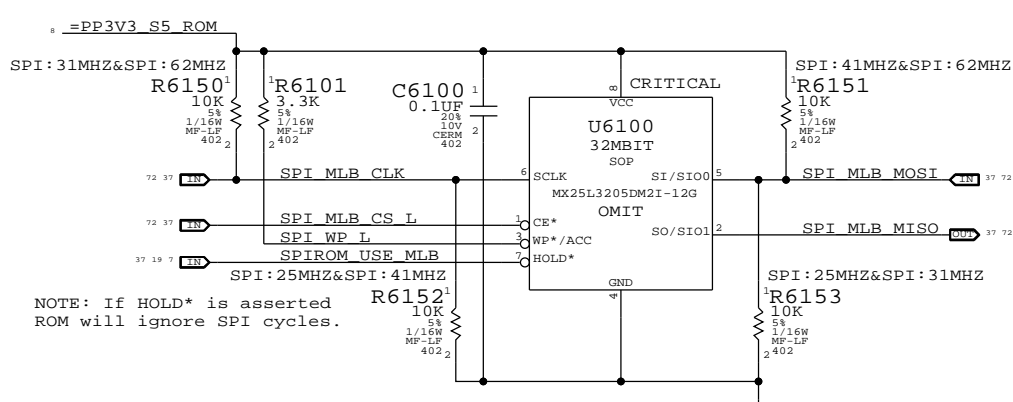 8 =PP3V3_S5_ROM
SPI:31MHZ&SPI:62MHZ
SPI:41MHZ&SPI:62MHZ
R6150 1
10K
5%
1/16W
MF-LF
402
2
1 R6101
3.3K
5%
1/16W
MF-LF
402
2
C6100 1
0.1UF
20%
10V
CERM
402
2
8
VCC
CRITICAL
U6100
32MBIT
SOP
MX25L3205DM2I-12G
OMIT
1 R6151
10K
5%
1/16W
MF-LF
402
2
72 37 IN SPI_MLB_CLK 6 SCLK
SI/SIO0 5 SPI_MLB_MOSI IN 37 72
72 37 IN SPI_MLB_CS_L 1 CE*
SPI_WP_L 3 WP*/ACC
SO/SIO1 2 SPI_MLB_MISO OUT 37 72
37 19 7 IN SPIROM_USE_MLB 7 HOLD*
GND
4
SPI:25MHZ&SPI:41MHZ
SPI:25MHZ&SPI:31MHZ
NOTE: If HOLD* is asserted
ROM will ignore SPI cycles.
R6152 1
10K
5%
1/16W
MF-LF
402
2
1 R6153
10K
5%
1/16W
MF-LF
402
2